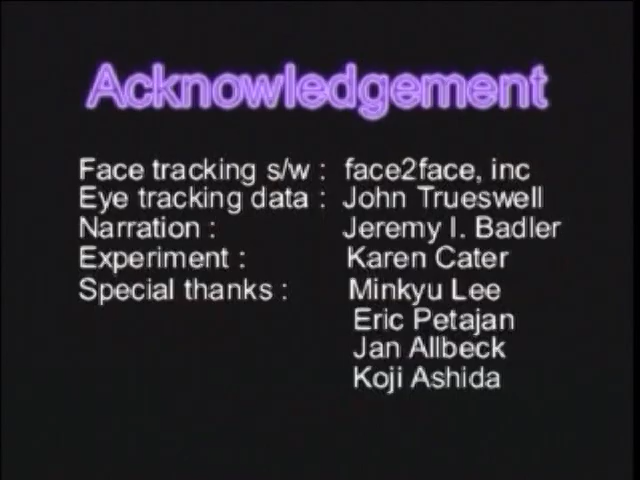 Acknowledgement
Face tracking s/w : face2face, inc
Eye tracking data : John Trueswell
Narration : Jeremy I. Badler
Experiment : Karen Cater
Special thanks : Minkyu Lee
Eric Petajan
Jan Allbeck
Koji Ashida